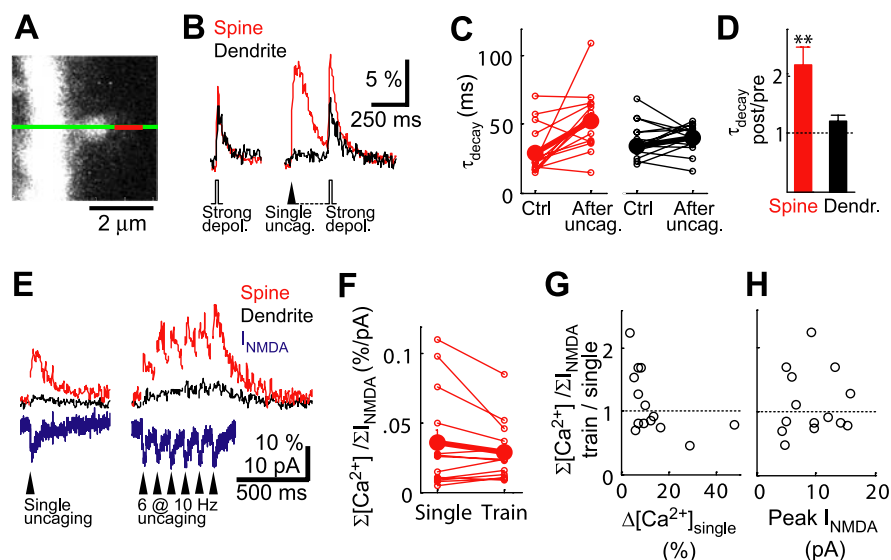 A
2 μm
B
Spine
Dendrite
5 %
250 ms
Strong
depol.
Single
uncag.
Strong
depol.
C
τdecay
(ms)
100
50
0
Ctrl
After
uncag.
Ctrl
After
uncag.
D
τdecay
post/pre
2
1
**
Spine
Dendr.
E
Spine
Dendrite
INMDA
10 %
10 pA
500 ms
Single
uncaging
6 @ 10 Hz
uncaging
F
Σ[Ca2+] /ΣINMDA (%/pA)
0.1
.05
0
Single
Train
G
Σ[Ca2+] /ΣINMDA
train / single
2
1
0
0
20
40
Δ[Ca2+]single
(%)
H
0
10
20
Peak INMDA
(pA)